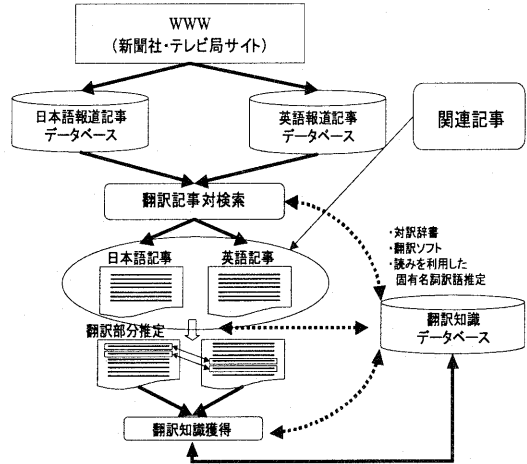 WWW
(新聞社・テレビ局サイト)
日本語報道記事
データベース
英語報道記事
データベース
関連記事
翻訳記事対検索
・対訳辞書
・翻訳ソフト
・読みを利用した
固有名詞訳語推定
日本語記事
英語記事
翻訳知識
データベース
翻訳部分推定
翻訳知識獲得